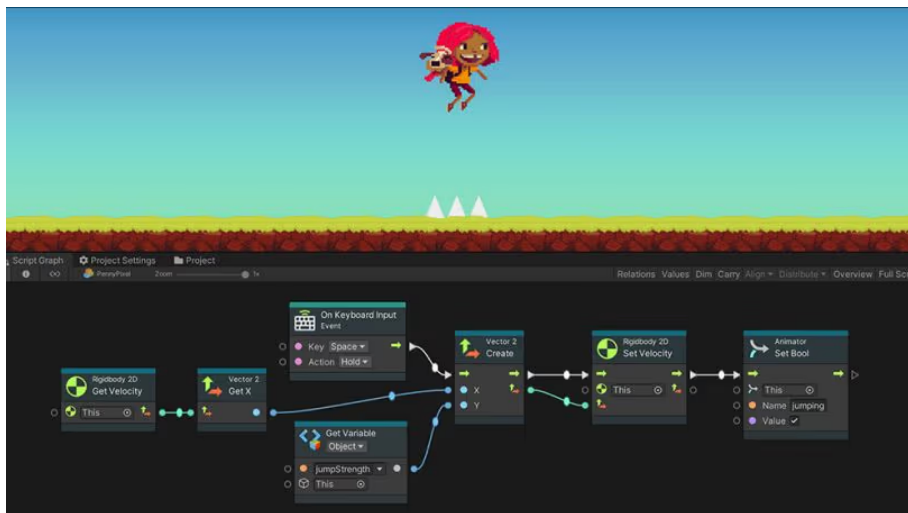 Script Graph Project Settings Project
PennyPixel Zoom 1x
Relations Values Dim Carry Align Distribute Overview Full Scr
On Keyboard Input
Event
Key Space
Action Hold
Rigidbody 2D
Get Velocity
This
Vector 2
Get X
Get Variable
Object
jumpStrength
This
Vector 2
Create
X
Y
Rigidbody 2D
Set Velocity
This
Animator
Set Bool
This
Name jumping
Value